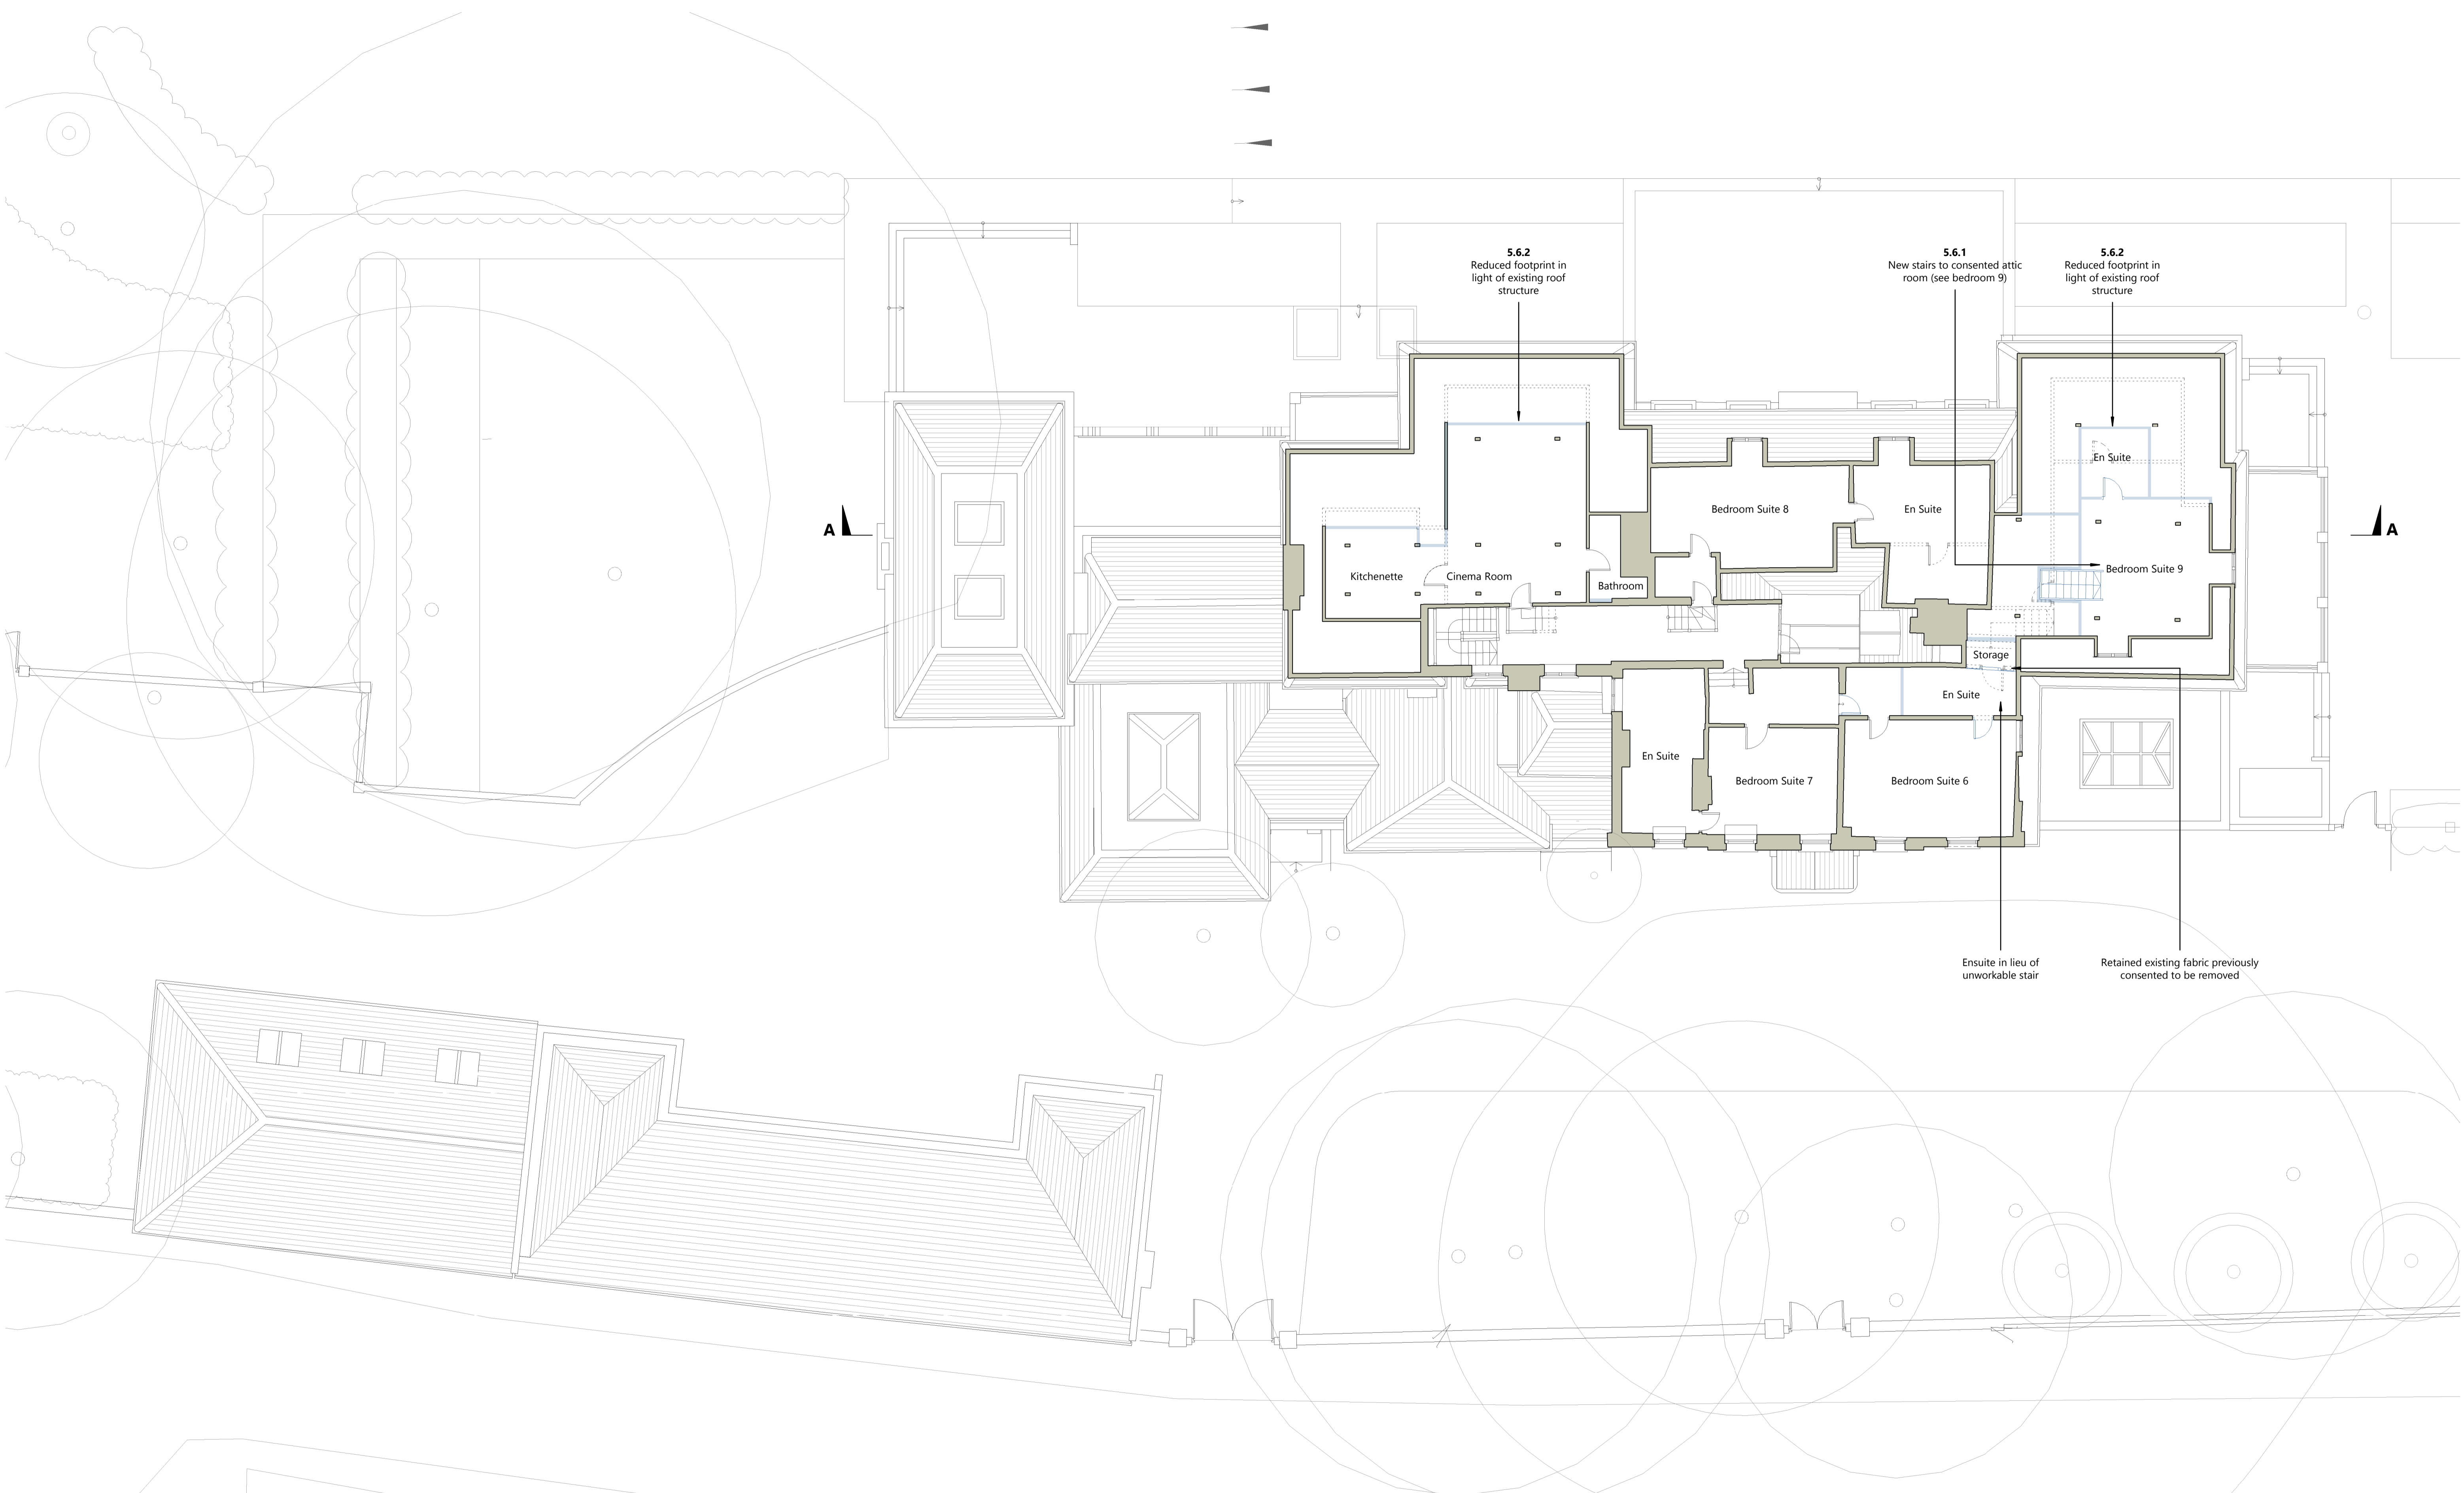 5.6.2
Reduced footprint in
light of existing roof
structure
5.6.1
New stairs to consented attic
room (see bedroom 9)
5.6.2
Reduced footprint in
light of existing roof
structure
En Suite
Bedroom Suite 8
En Suite
A
A
Kitchenette
Cinema Room
Bathroom
Bedroom Suite 9
Storage
En Suite
En Suite
Bedroom Suite 7
Bedroom Suite 6
Ensuite in lieu of
unworkable stair
Retained existing fabric previously
consented to be removed